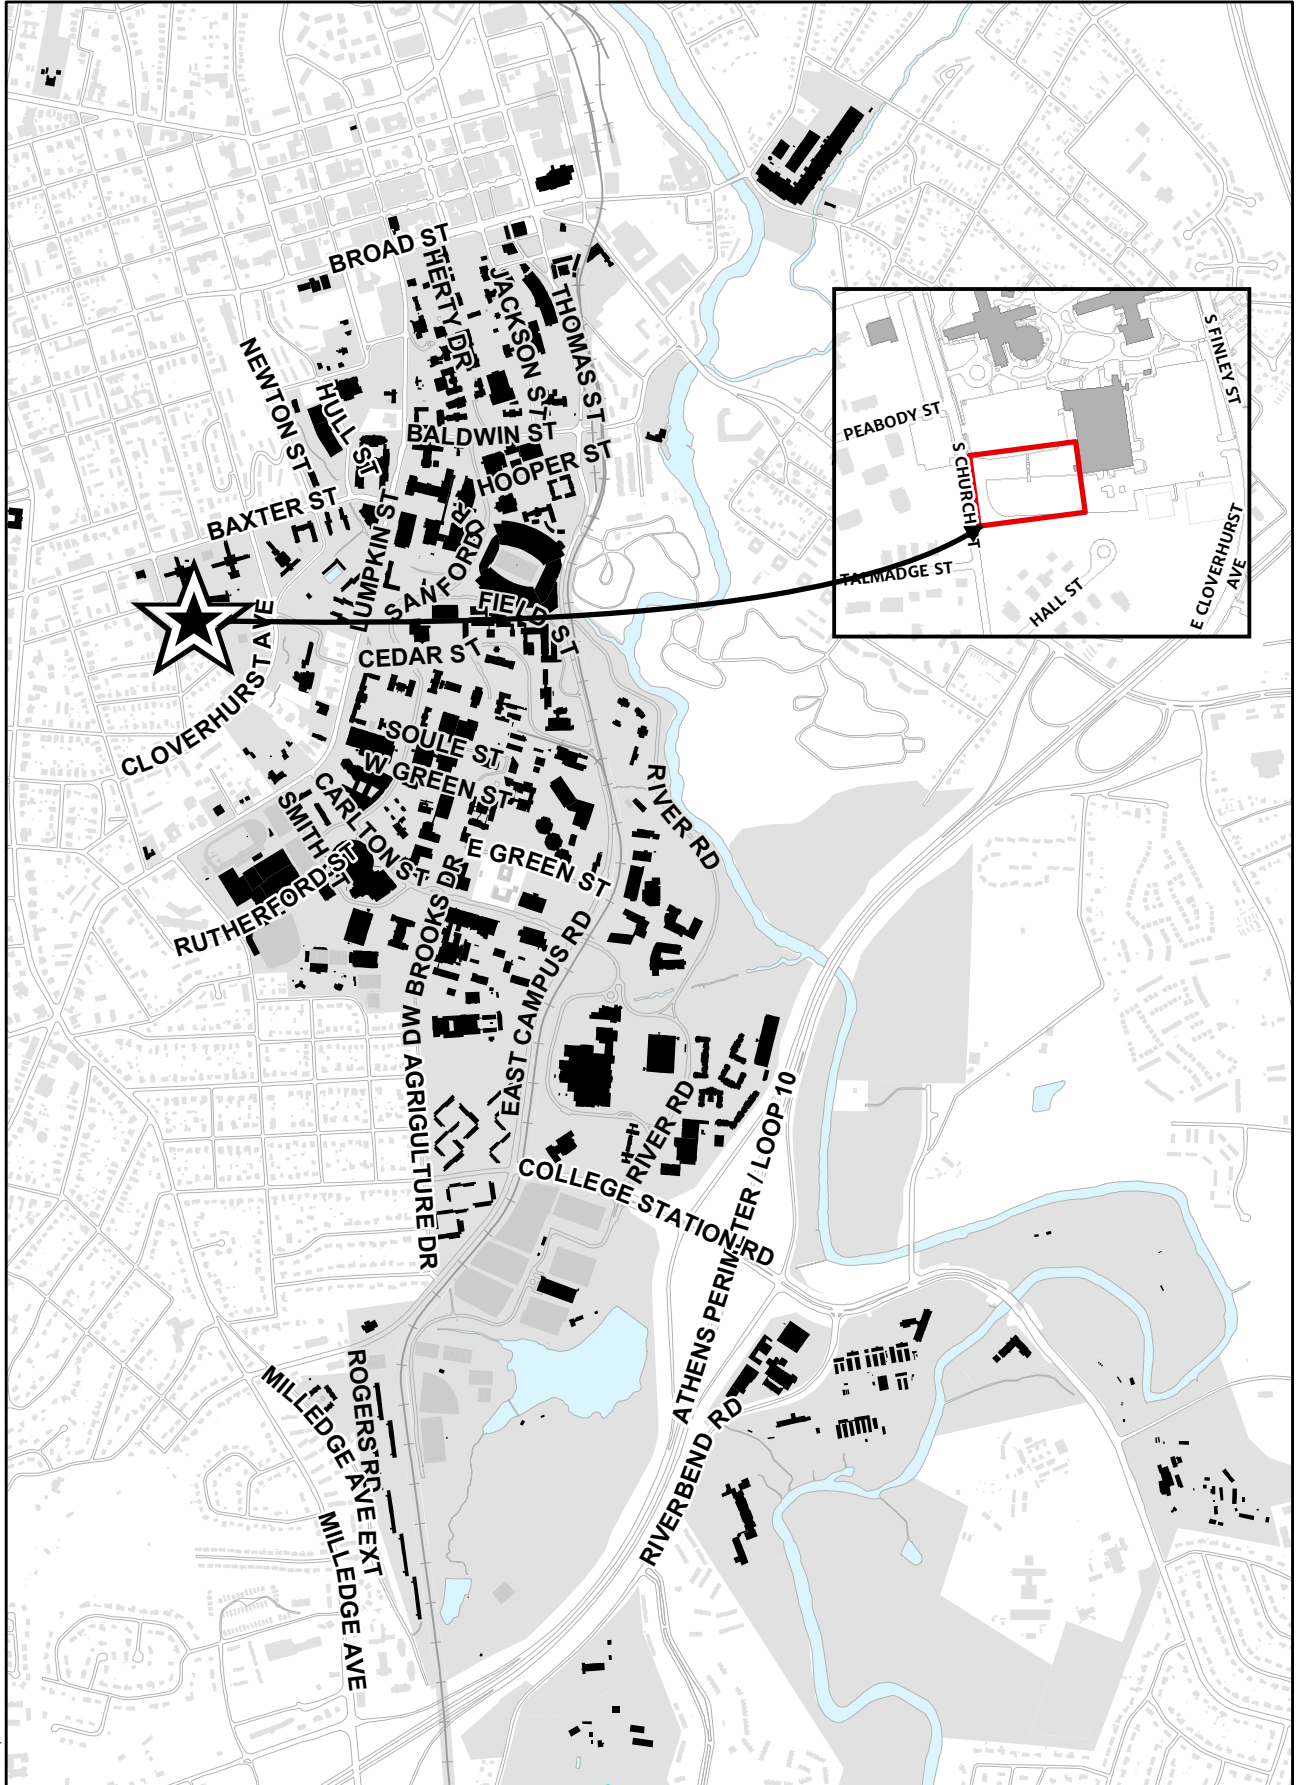 BROAD ST
HERTY DR
JACKSON ST
THOMAS ST
NEWTON ST
HULL ST
BALDWIN ST
HOOPER ST
BAXTER ST
LUMPKIN ST
SANFORD DR
FIELD ST
CEDAR ST
CLOVERHURST AVE
SOULE ST
W GREEN ST
CARLTON ST
SMITH ST
E GREEN ST
RIVER RD
RUTHERFORD ST
DW BROOKS DR
EAST CAMPUS RD
AGRIGULTURE DR
RIVER RD
COLLEGE STATION RD
ATHENS PERIMETER / LOOP 10
RIVERBEND RD
ROGERS RD
MILLEDGE AVE EXT
MILLEDGE AVE
S FINLEY ST
PEABODY ST
S CHURCH ST
TALMADGE ST
HALL ST
E CLOVERHURST
AVE